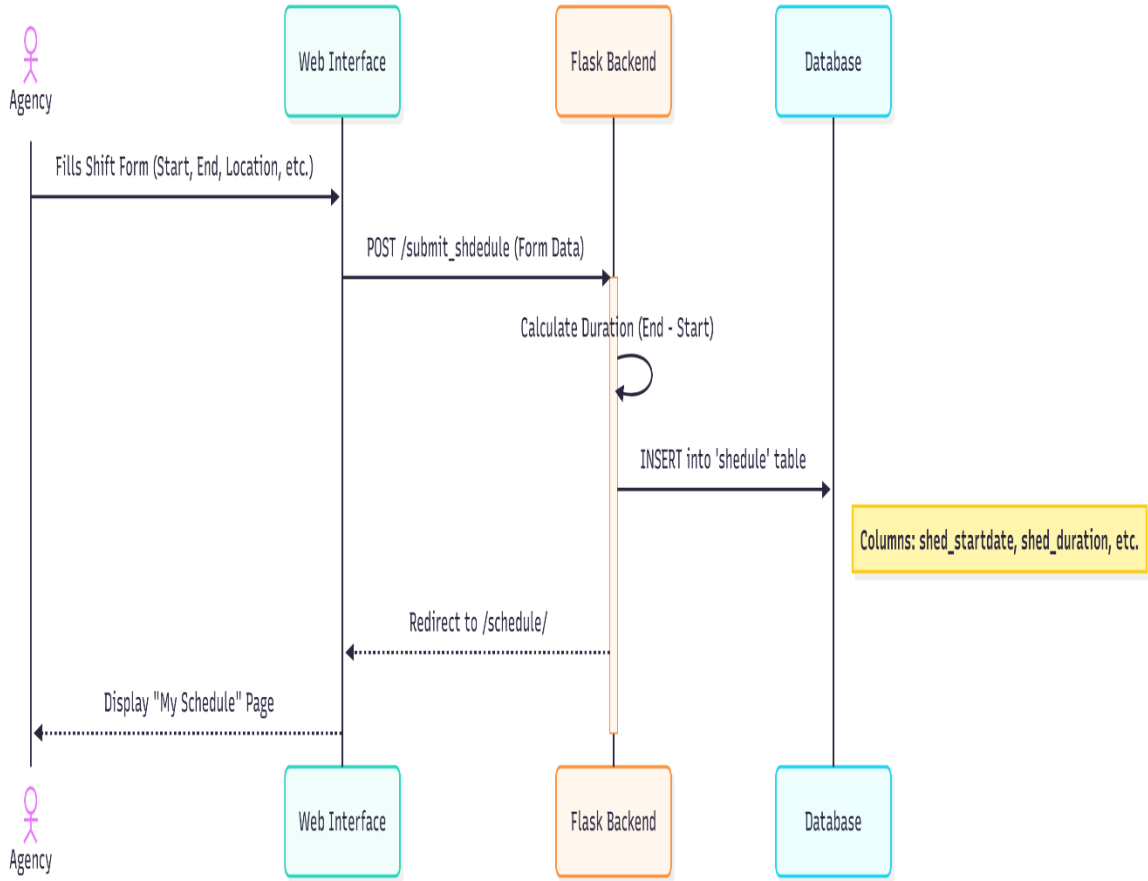 Web Interface
Flask Backend
Database
Agency
Fills Shift Form (Start, End, Location, etc.)
POST /submit_shdedule (Form Data)
Calculate Duration (End - Start)
INSERT into 'shedule' table
Columns: shed_startdate, shed_duration, etc.
Redirect to /schedule/
Display "My Schedule" Page
Web Interface
Flask Backend
Database
Agency